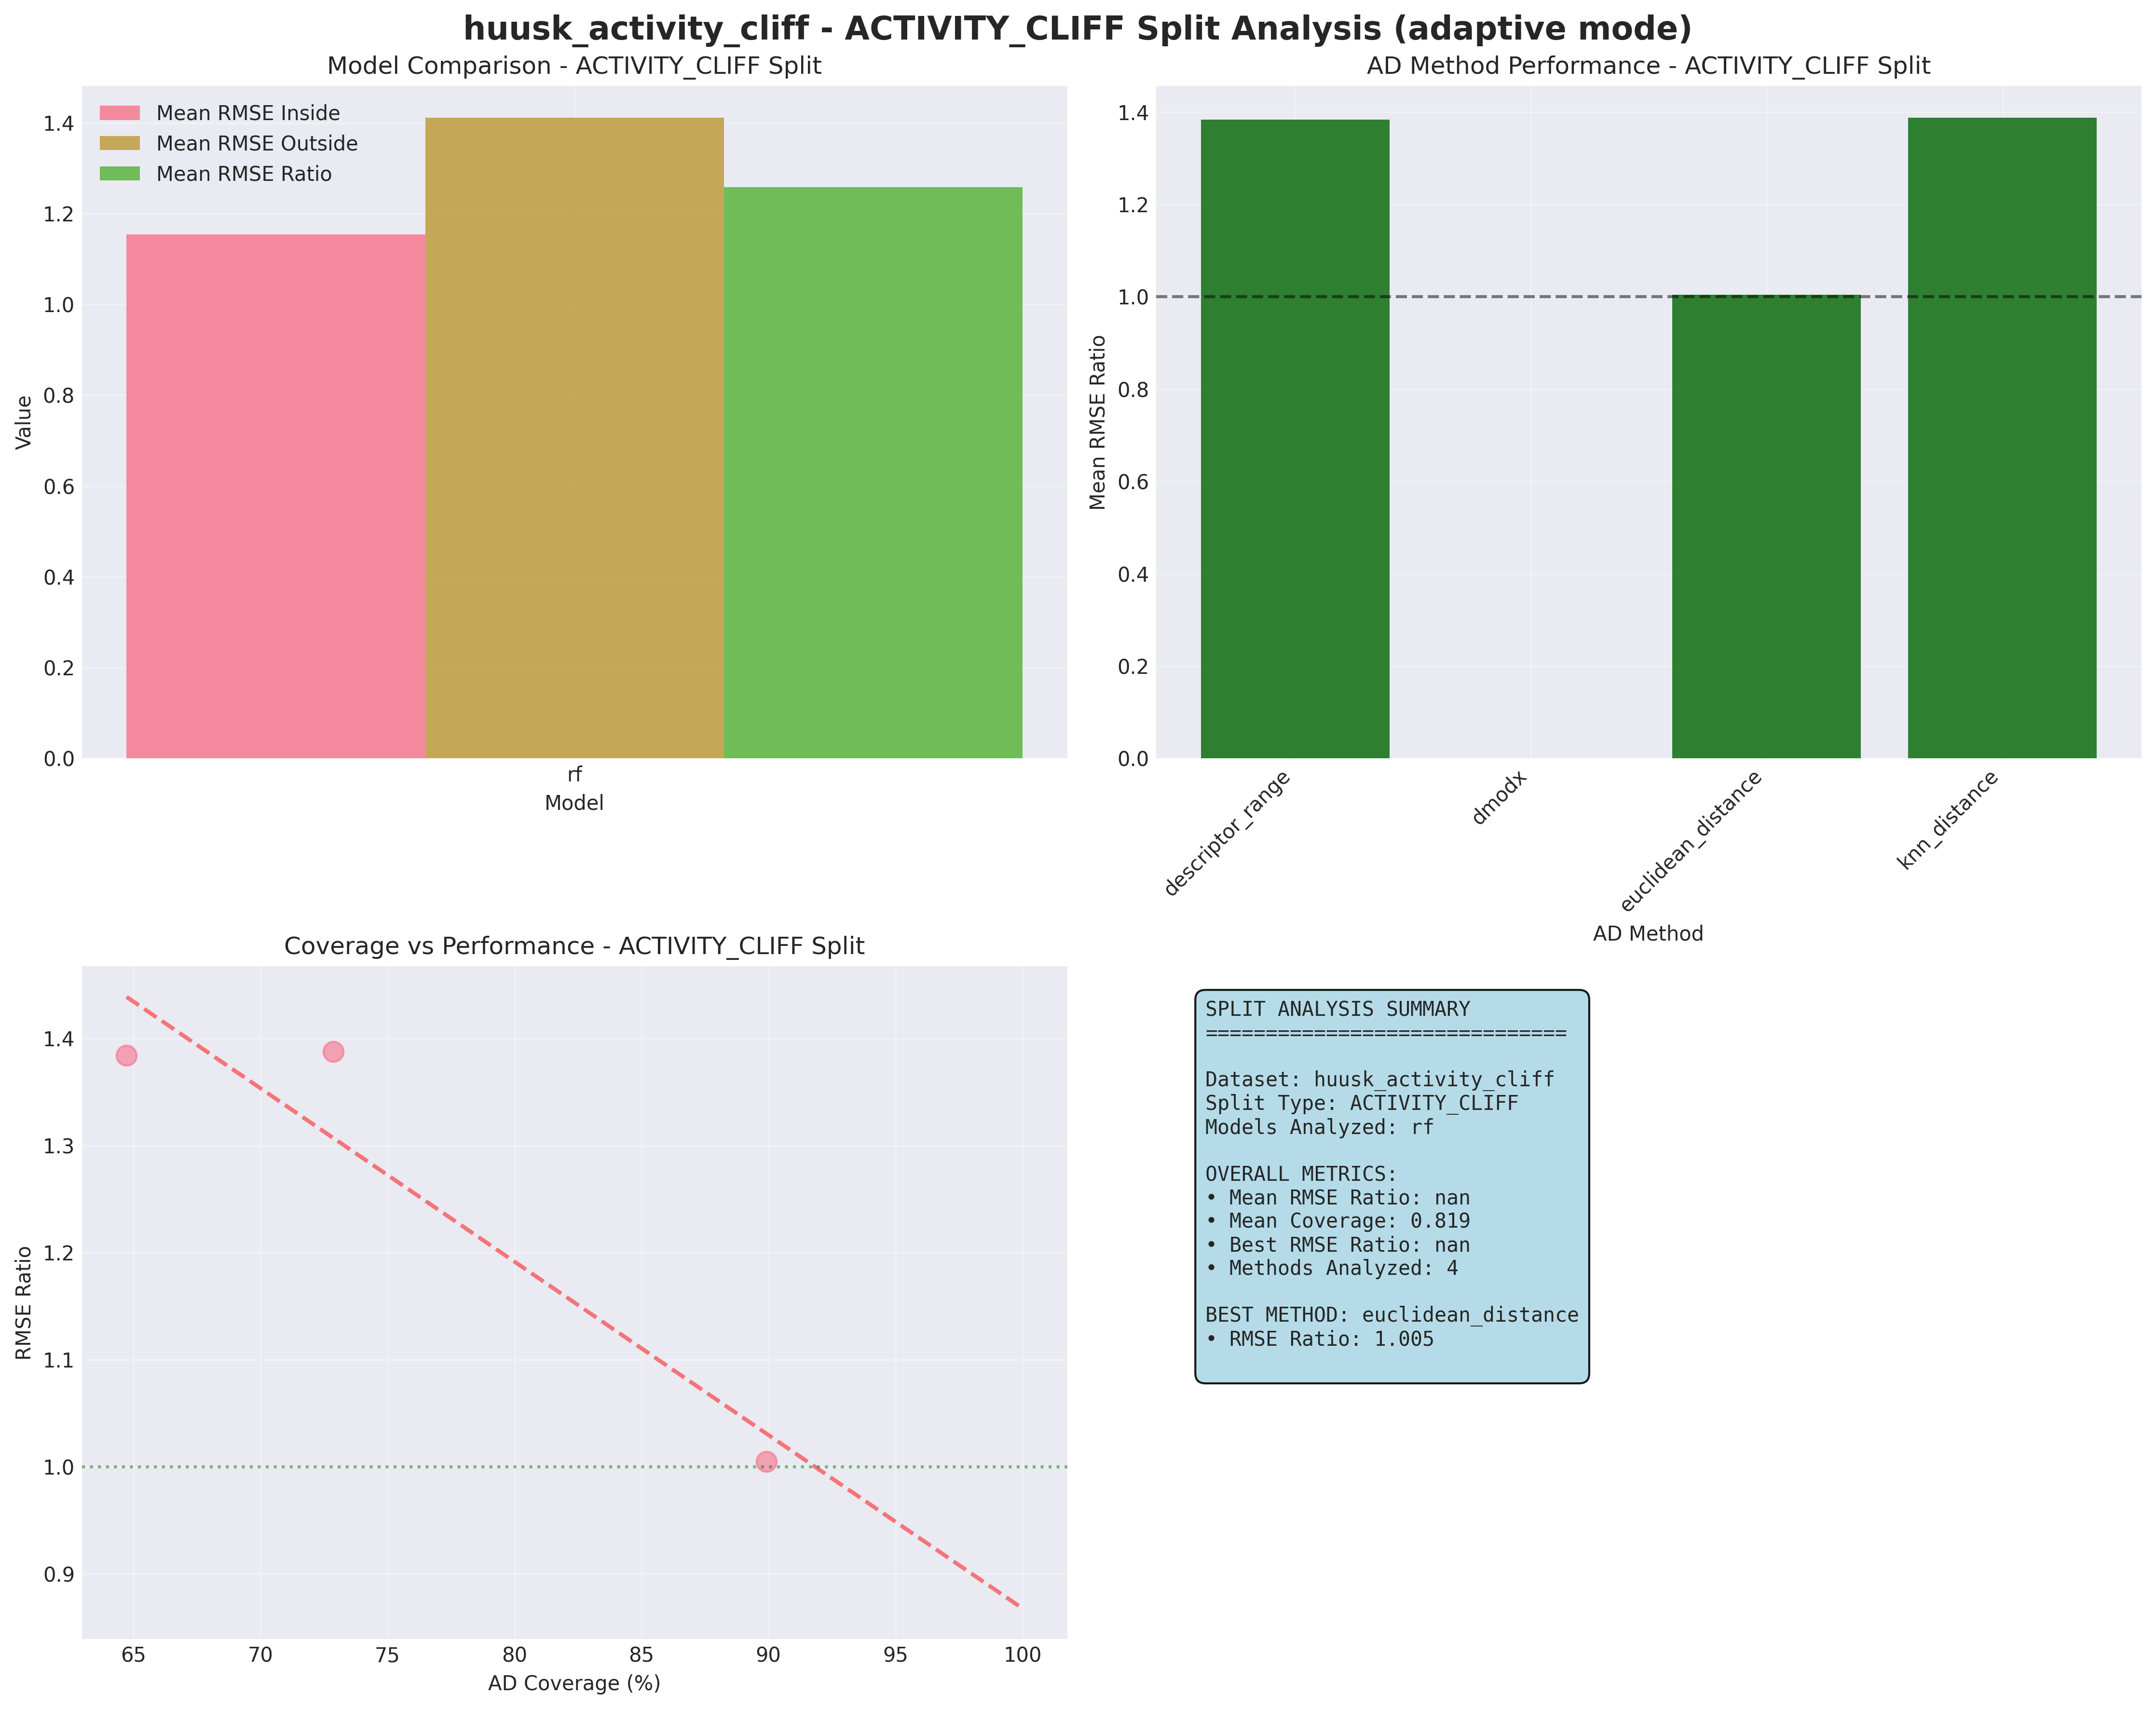 huusk_activity_cliff - ACTIVITY_CLIFF Split Analysis (adaptive mode)
Model Comparison - ACTIVITY_CLIFF Split
Mean RMSE Inside
Mean RMSE Outside
Mean RMSE Ratio
1.4
1.2
1.0
0.8
0.6
0.4
0.2
0.0
Value
rf
Model
AD Method Performance - ACTIVITY_CLIFF Split
1.4
1.2
1.0
0.8
0.6
0.4
0.2
0.0
Mean RMSE Ratio
descriptor_range
dmodx
euclidean_distance
knn_distance
AD Method
Coverage vs Performance - ACTIVITY_CLIFF Split
1.4
1.3
1.2
1.1
1.0
0.9
RMSE Ratio
65 70 75 80 85 90 95 100
AD Coverage (%)
SPLIT ANALYSIS SUMMARY
==============================
Dataset: huusk_activity_cliff
Split Type: ACTIVITY_CLIFF
Models Analyzed: rf
OVERALL METRICS:
• Mean RMSE Ratio: nan
• Mean Coverage: 0.819
• Best RMSE Ratio: nan
• Methods Analyzed: 4
BEST METHOD: euclidean_distance
• RMSE Ratio: 1.005